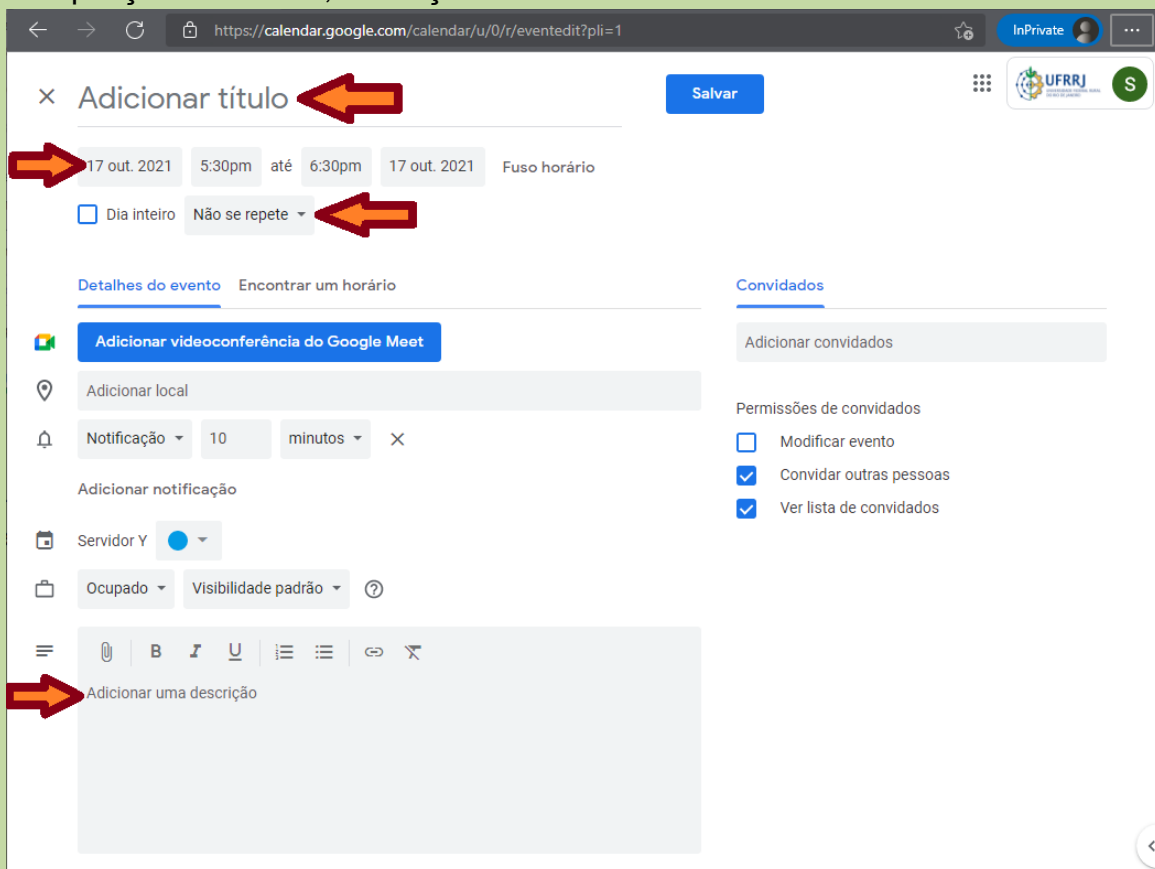 https://calendar.google.com/calendar/u/0/r/eventedit?pli=1
InPrivate
Adicionar título
Salvar
UFRRJ
S
17 out. 2021 5:30pm até 6:30pm 17 out. 2021 Fuso horário
Dia inteiro Não se repete
Detalhes do evento Encontrar um horário
Convidados
Adicionar videoconferência do Google Meet
Adicionar convidados
Adicionar local
Permissões de convidados
Notificação 10 minutos
Modificar evento
Convidar outras pessoas
Adicionar notificação
Ver lista de convidados
Servidor Y
Ocupado Visibilidade padrão
B I U
Adicionar uma descrição